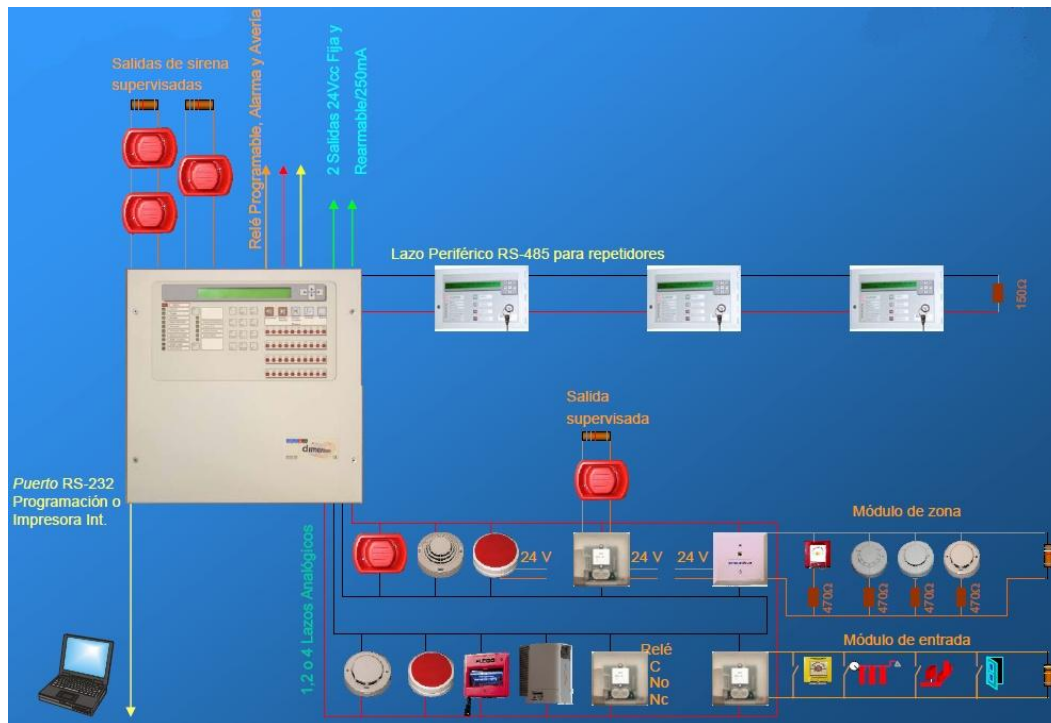 Salidas de sirena
supervisadas
Relé Programable, Alarma y Avería
2 Salidas 24Vcc Fija y
Rearmable/250mA
Lazo Periférico RS-485 para repetidores
150Ω
Salida
supervisada
Puerto RS-232
Programación o
Impresora Int.
1,2 o 4 Lazos Analógicos
24 V
24 V
24 V
Módulo de zona
470Ω
470Ω
470Ω
470Ω
Módulo de entrada
Relé
C
No
Nc